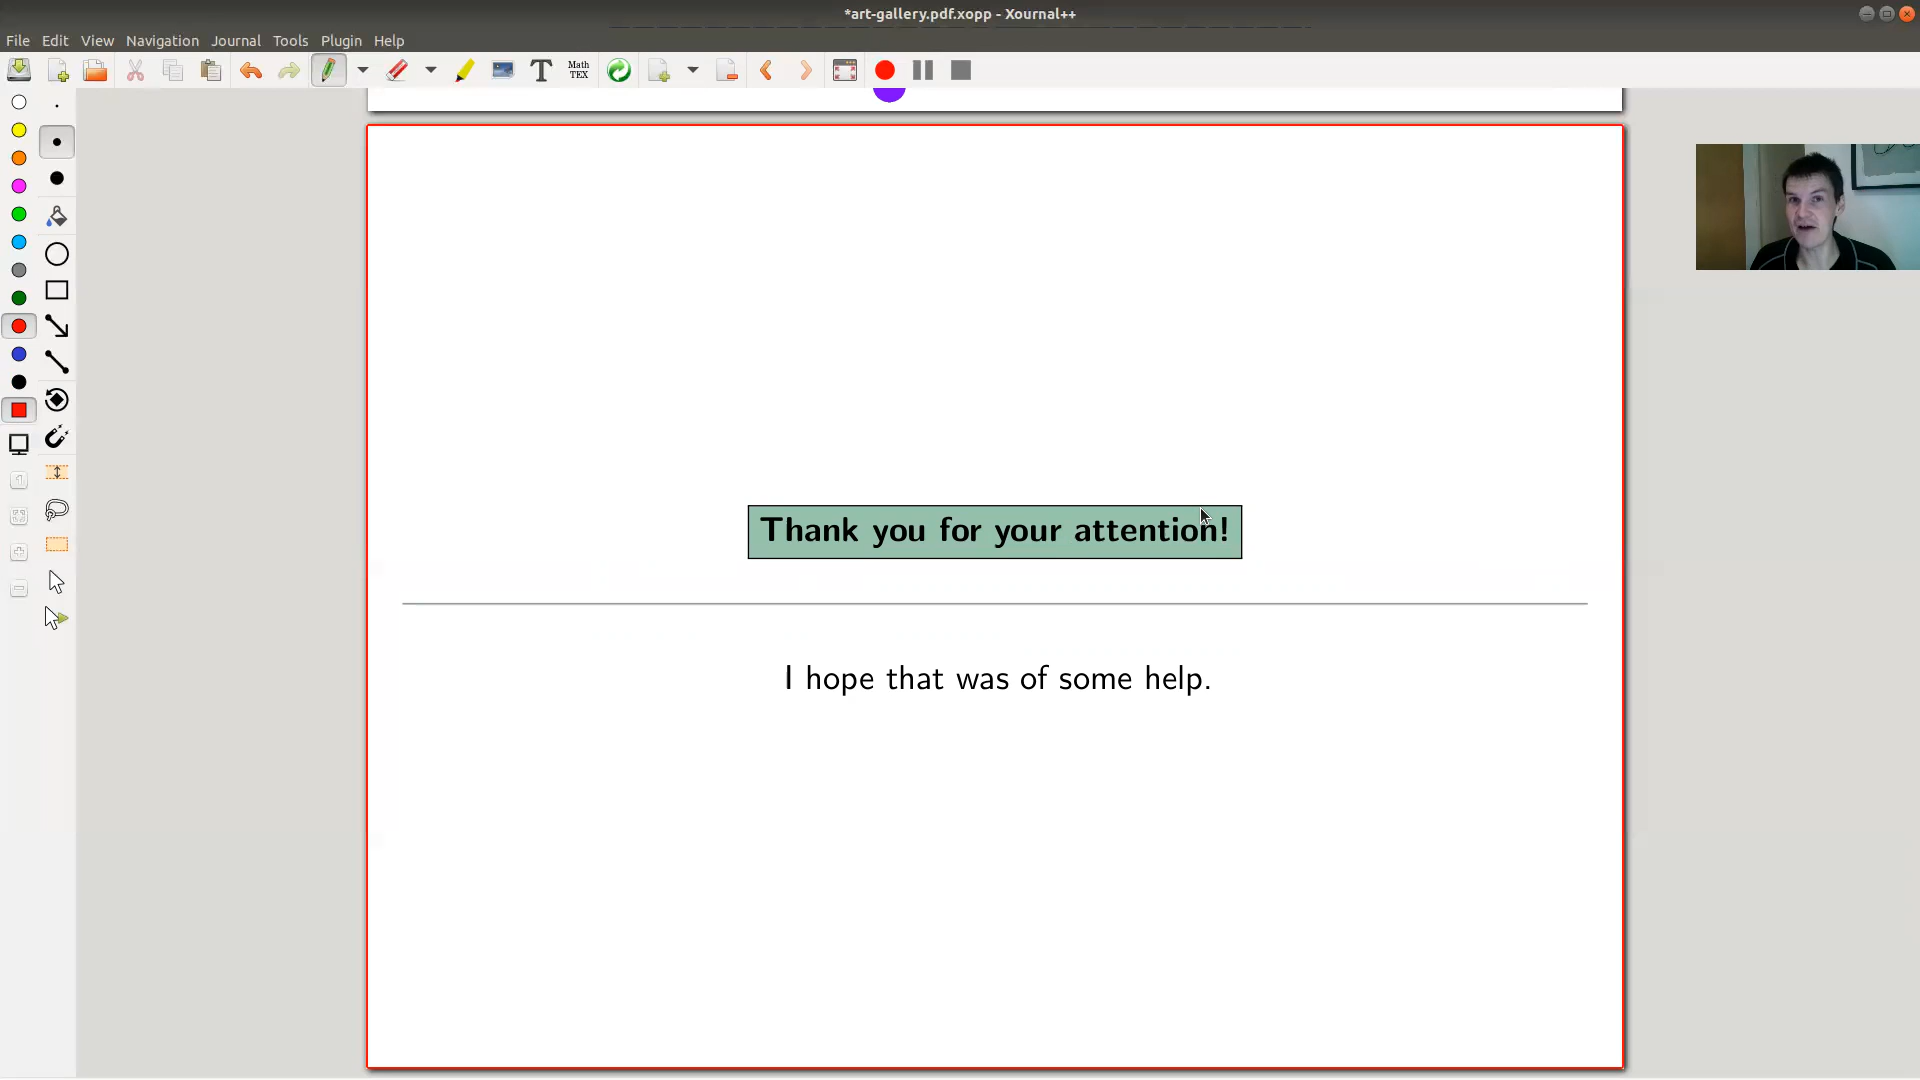 *art-gallery.pdf.xopp - Xournal++
File Edit View Navigation Journal Tools Plugin Help
Math
TEX
Thank you for your attention!
I hope that was of some help.